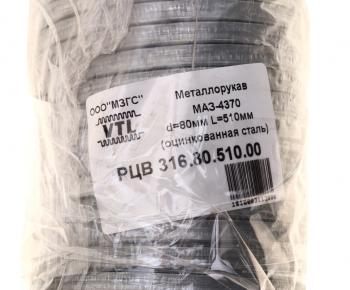 ООО"МЗГС"
VTL
Металлорукав
МАЗ-4370
d=80мм L=510мм
(оцинкованная сталь)
РЦВ 316.80.510.00